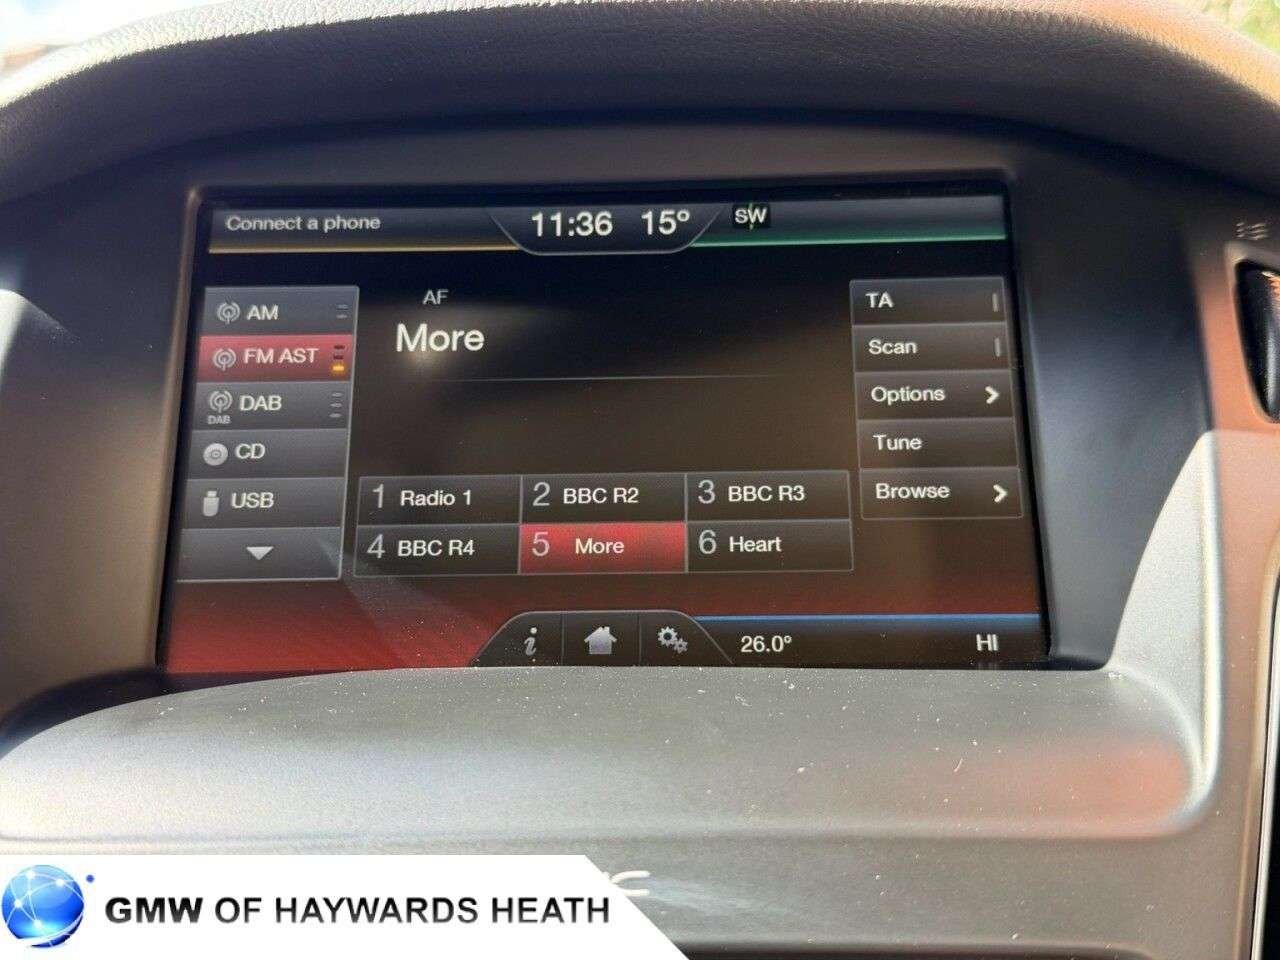 Connect a phone
11:36 15°
SW
AM
FM AST
DAB
DAB
CD
USB
AF
More
TA
Scan
Options
Tune
Browse
1 Radio 1
2 BBC R2
3 BBC R3
4 BBC R4
5 More
6 Heart
i
26.0°
HI
GMW OF HAYWARDS HEATH